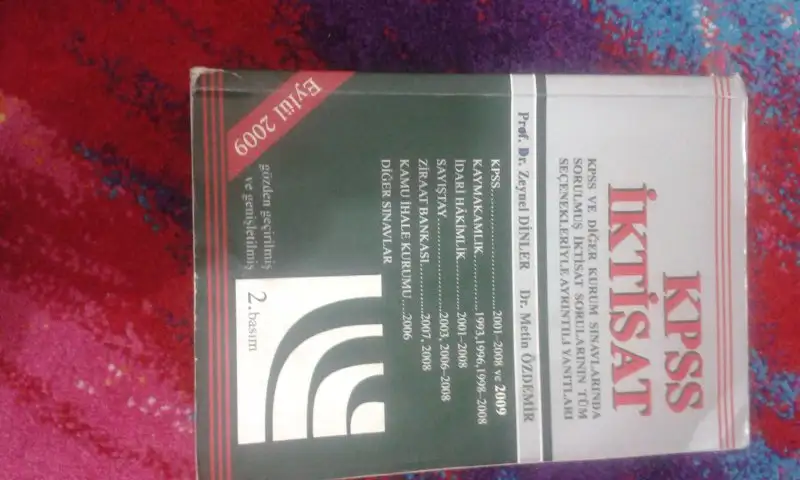 KPSS
İKTİSAT
KPSS VE DİĞER KURUM SINAVLARINDA
SORULMUŞ İKTİSAT SORULARININ TÜM
SEÇENEKLERİYLE AYRINTILI YANITLARI
Prof. Dr. Zeynel DİNLER Dr. Metin ÖZDEMİR
KPSS..............................2001-2008 ve 2009
KAYMAKAMLIK...............1993,1996,1998-2008
İDARİ HÂKİMLİK............2001-2008
SAYIŞTAY........................2003, 2006-2008
ZİRAAT BANKASI............2007, 2008
KAMU İHALE KURUMU....2006
DİĞER SINAVLAR
Eylül 2009
gözden geçirilmiş
ve genişletilmiş
2.basım